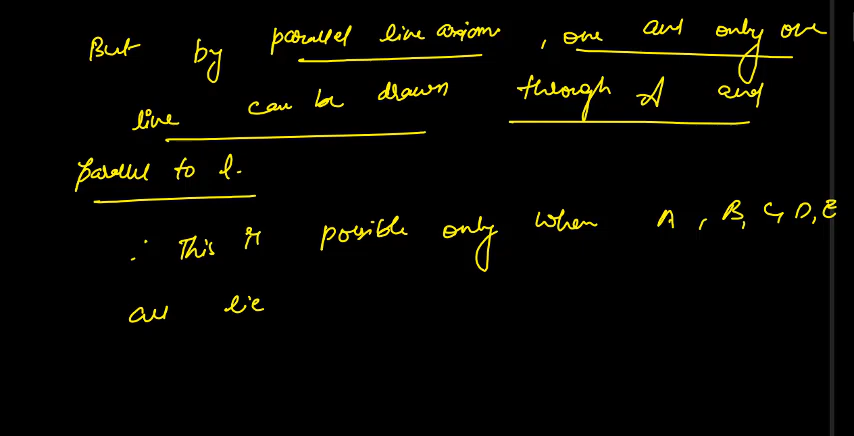 But by parallel line axiom, one and only one
line can be drawn through A and
parallel to l.
∴ This is possible only when A, B, C, D, E
all lie